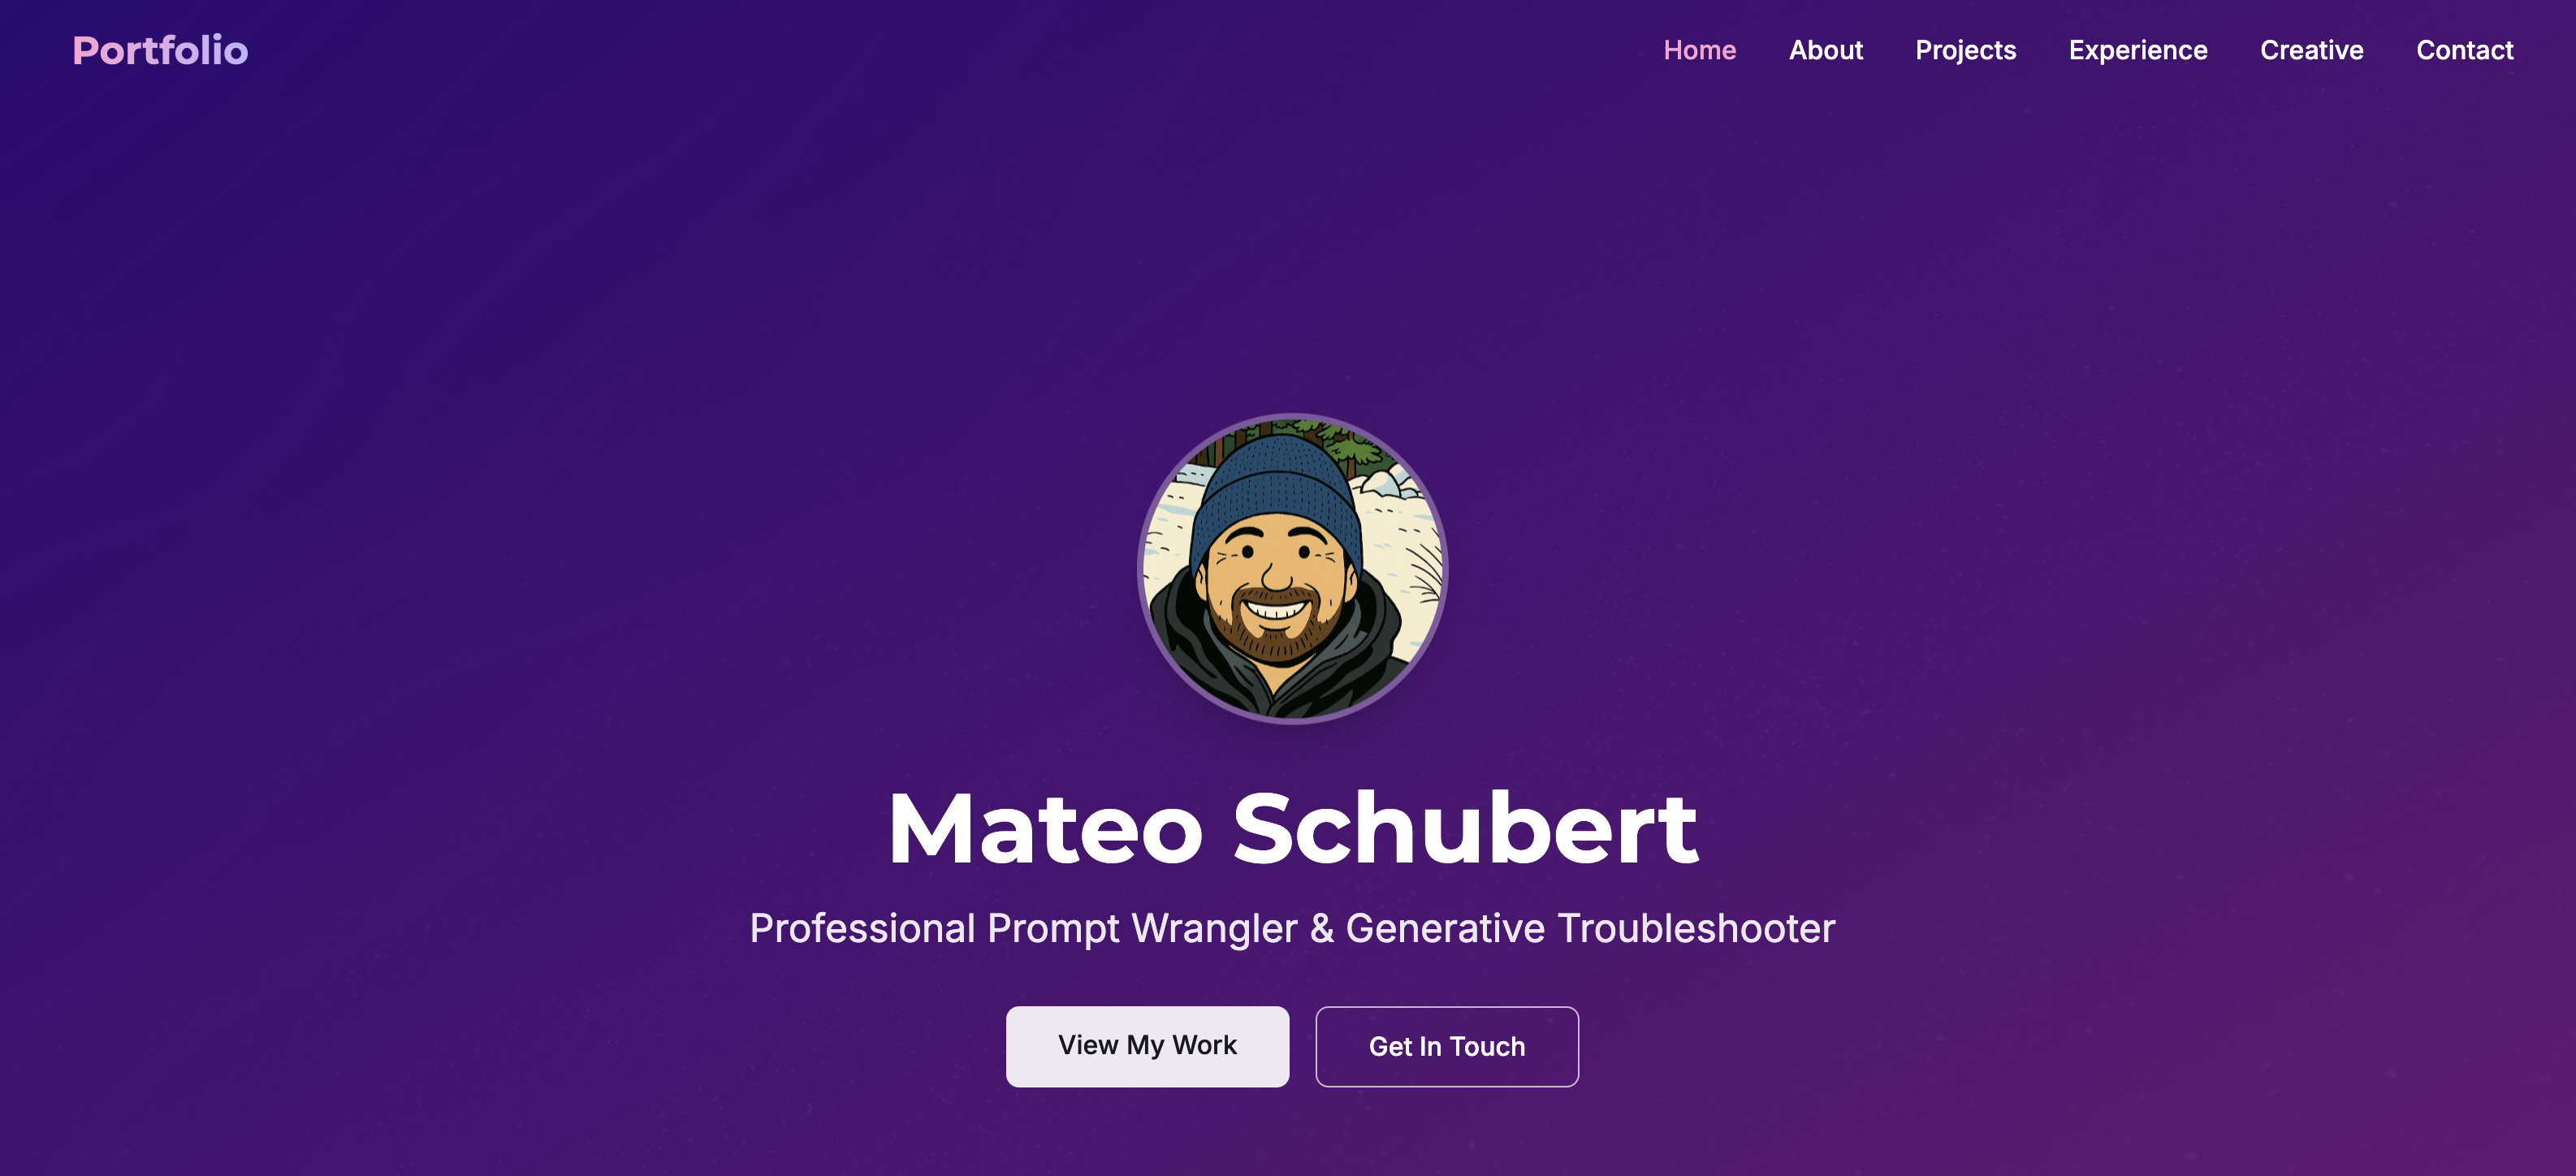 Portfolio
Home About Projects Experience Creative Contact
Mateo Schubert
Professional Prompt Wrangler & Generative Troubleshooter
View My Work Get In Touch